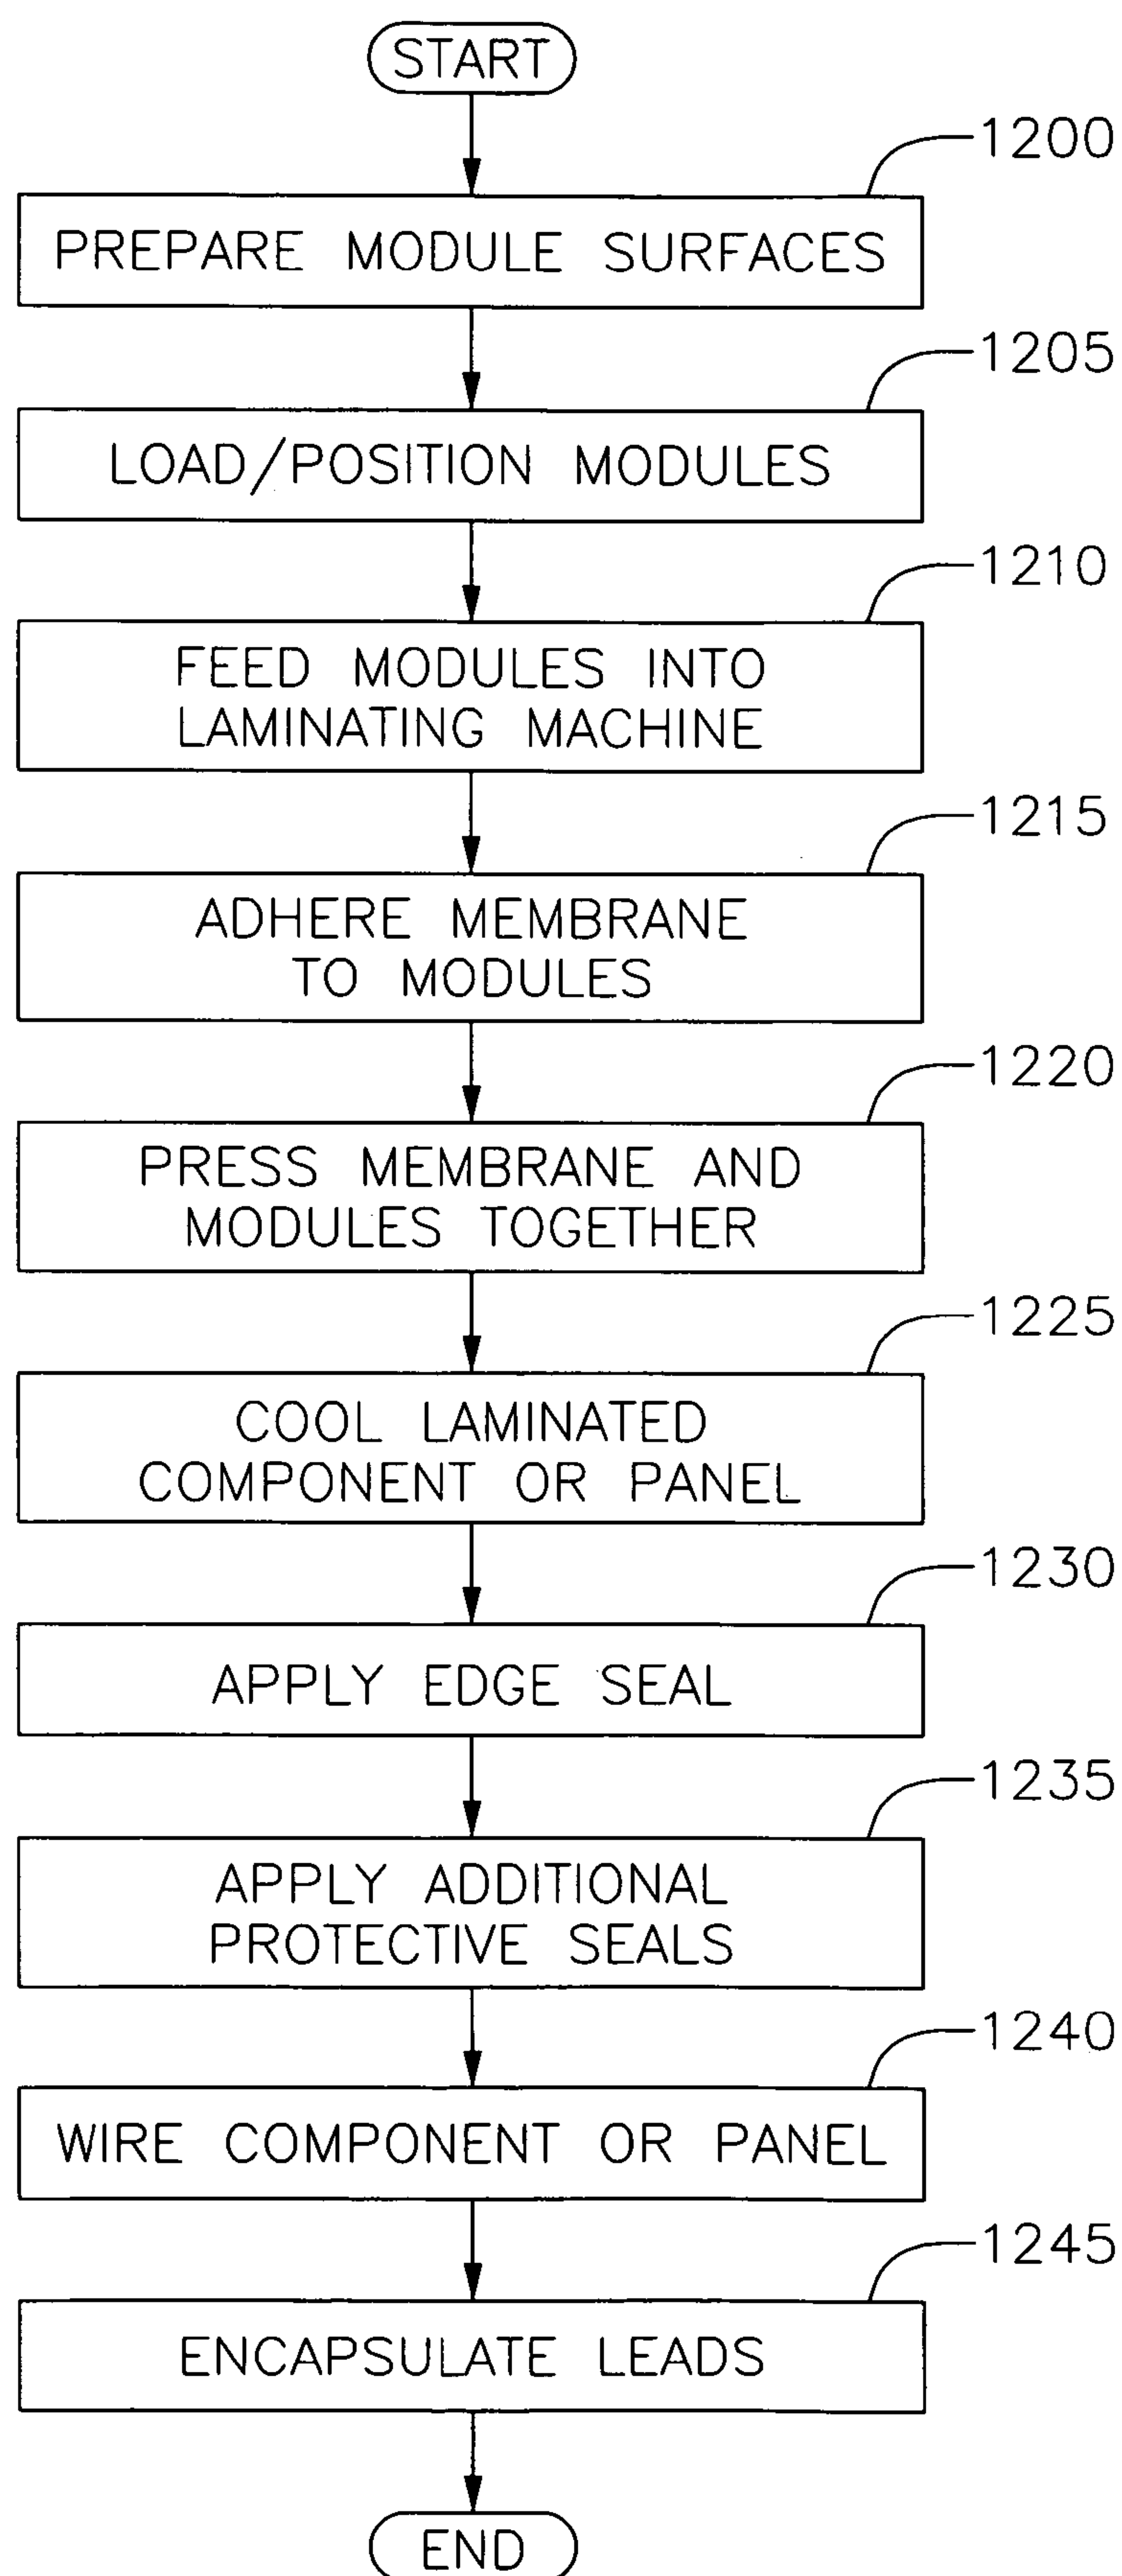 START
1200
PREPARE MODULE SURFACES
1205
LOAD/POSITION MODULES
1210
FEED MODULES INTO
LAMINATING MACHINE
1215
ADHERE MEMBRANE
TO MODULES
1220
PRESS MEMBRANE AND
MODULES TOGETHER
1225
COOL LAMINATED
COMPONENT OR PANEL
1230
APPLY EDGE SEAL
1235
APPLY ADDITIONAL
PROTECTIVE SEALS
1240
WIRE COMPONENT OR PANEL
1245
ENCAPSULATE LEADS
END